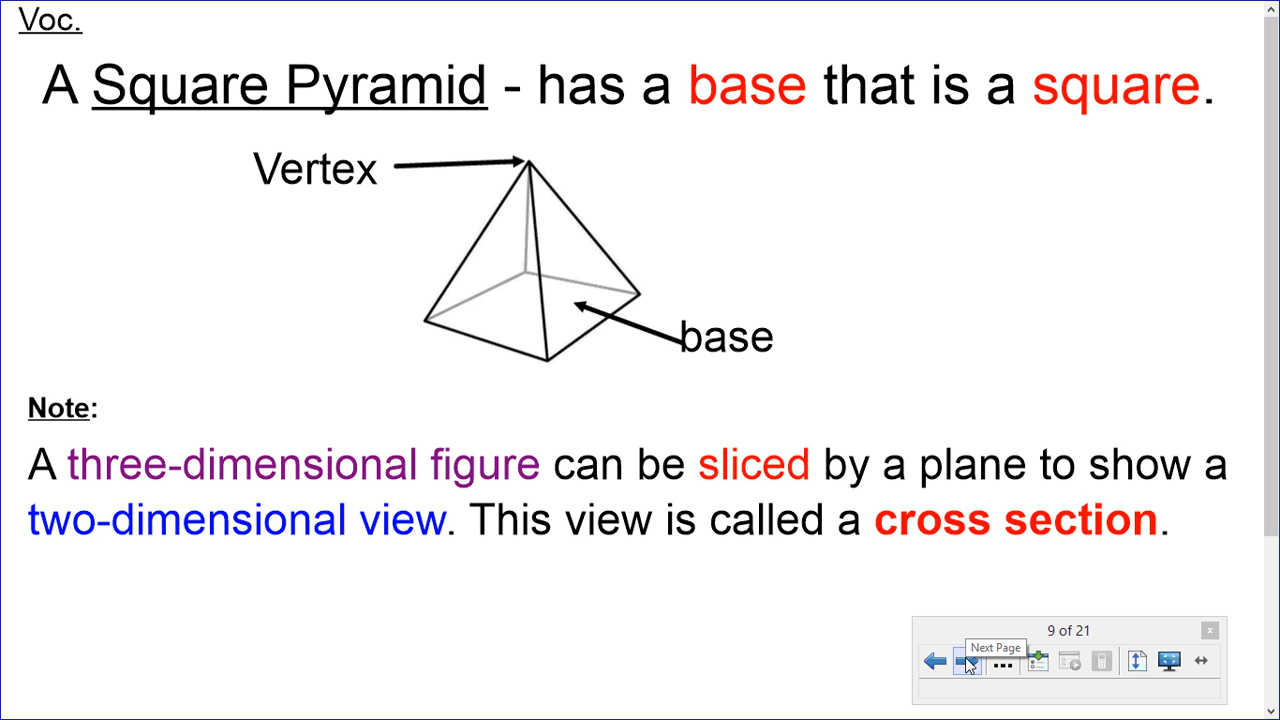 Voc.
A Square Pyramid - has a base that is a square.
Vertex
base
Note:
A three-dimensional figure can be sliced by a plane to show a
two-dimensional view. This view is called a cross section.
9 of 21
x
Next Page